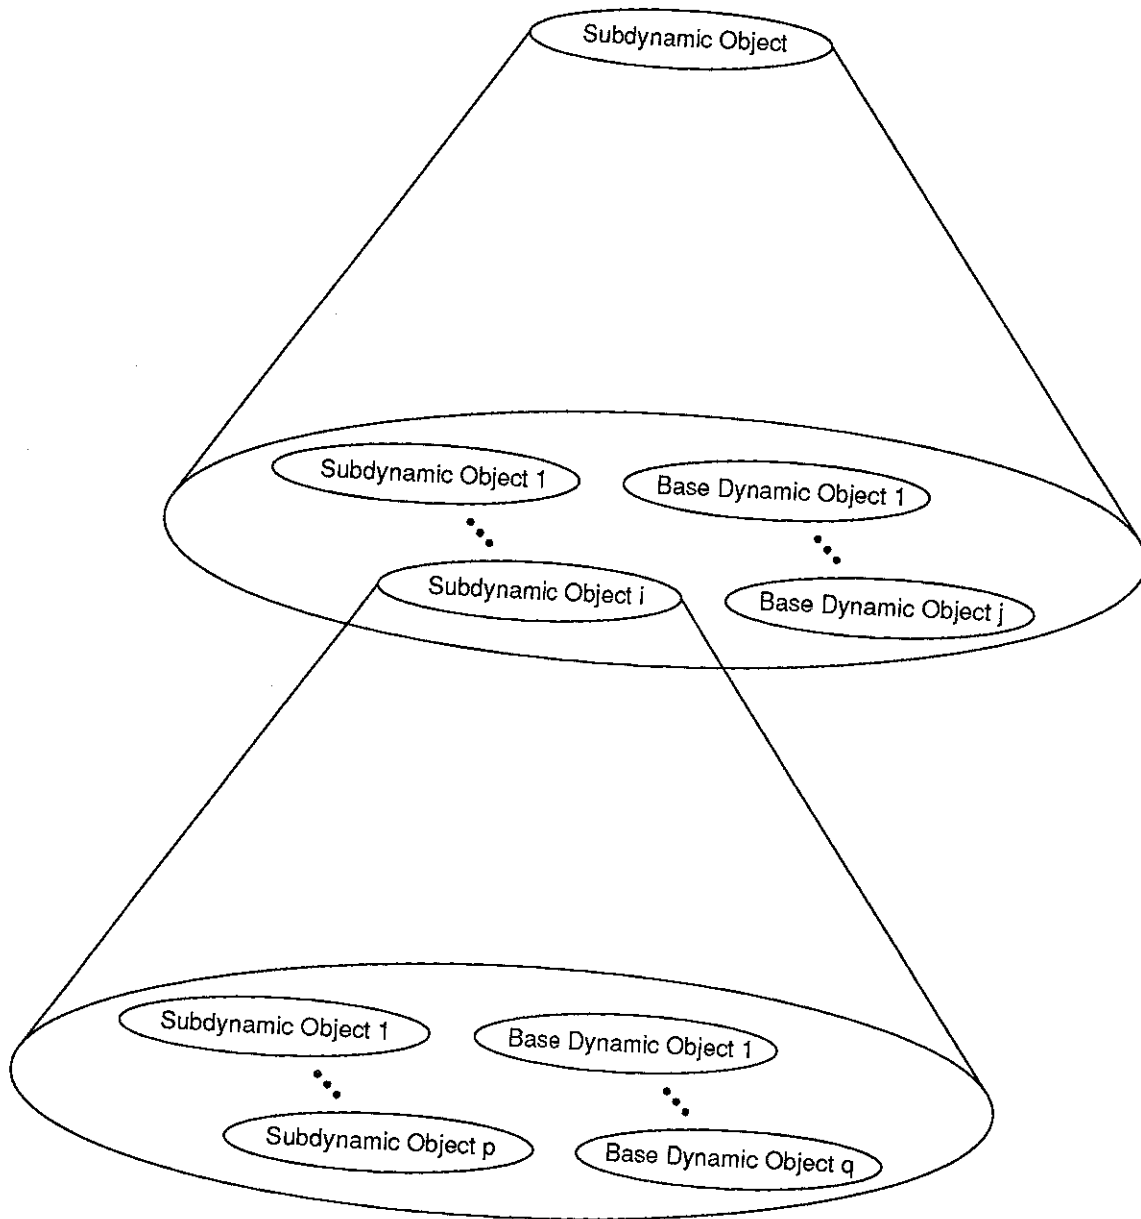 Subdynamic Object
Subdynamic Object 1
Base Dynamic Object 1
Subdynamic Object i
Base Dynamic Object j
Subdynamic Object 1
Base Dynamic Object 1
Subdynamic Object p
Base Dynamic Object q